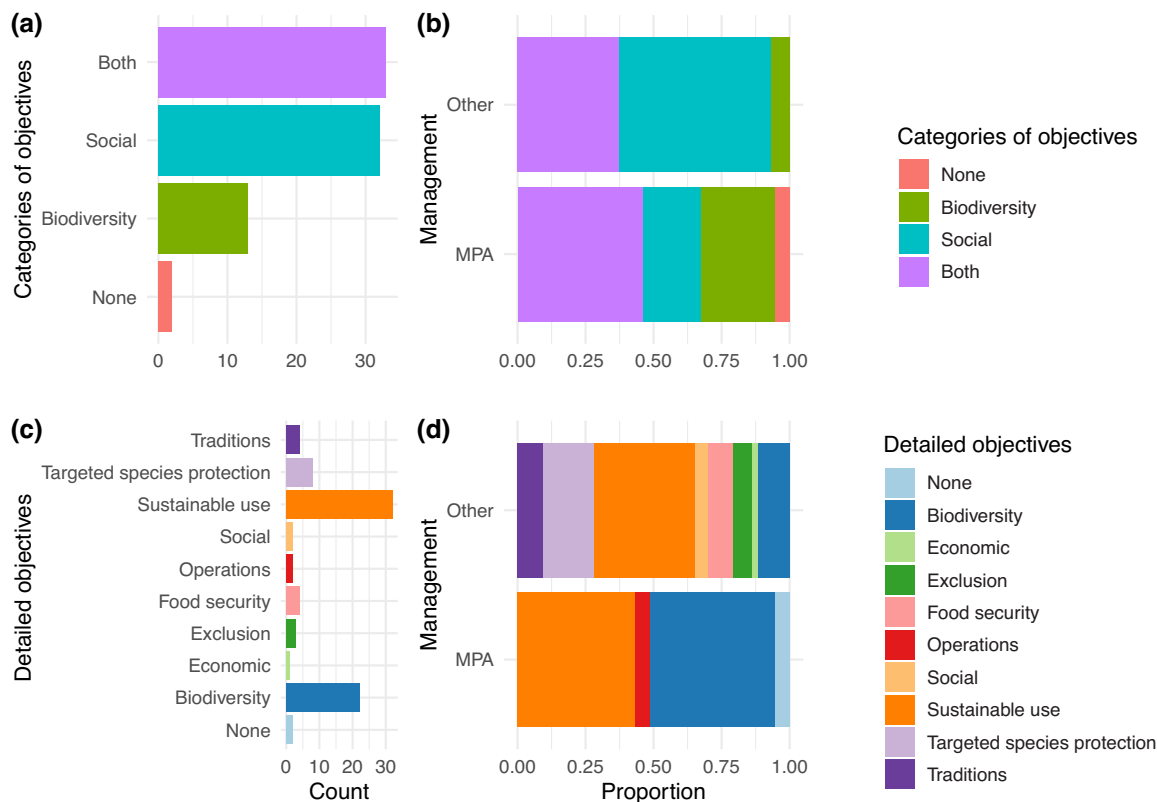 (a)
Categories of objectives
Both
Social
Biodiversity
None
0 10 20 30
(b)
Management
Other
MPA
0.00 0.25 0.50 0.75 1.00
Categories of objectives
None
Biodiversity
Social
Both
(c)
Detailed objectives
Traditions
Targeted species protection
Sustainable use
Social
Operations
Food security
Exclusion
Economic
Biodiversity
None
0 10 20 30
Count
(d)
Management
Other
MPA
0.00 0.25 0.50 0.75 1.00
Proportion
Detailed objectives
None
Biodiversity
Economic
Exclusion
Food security
Operations
Social
Sustainable use
Targeted species protection
Traditions